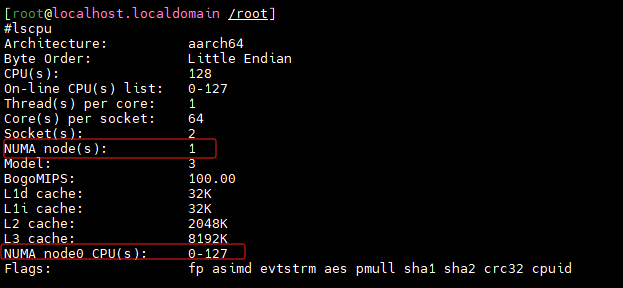 [root@localhost.localdomain /root]
#lscpu
Architecture: aarch64
Byte Order: Little Endian
CPU(s): 128
On-line CPU(s) list: 0-127
Thread(s) per core: 1
Core(s) per socket: 64
Socket(s): 2
NUMA node(s): 1
Model: 3
BogoMIPS: 100.00
L1d cache: 32K
L1i cache: 32K
L2 cache: 2048K
L3 cache: 8192K
NUMA node0 CPU(s): 0-127
Flags: fp asimd evtstrm aes pmull sha1 sha2 crc32 cpuid